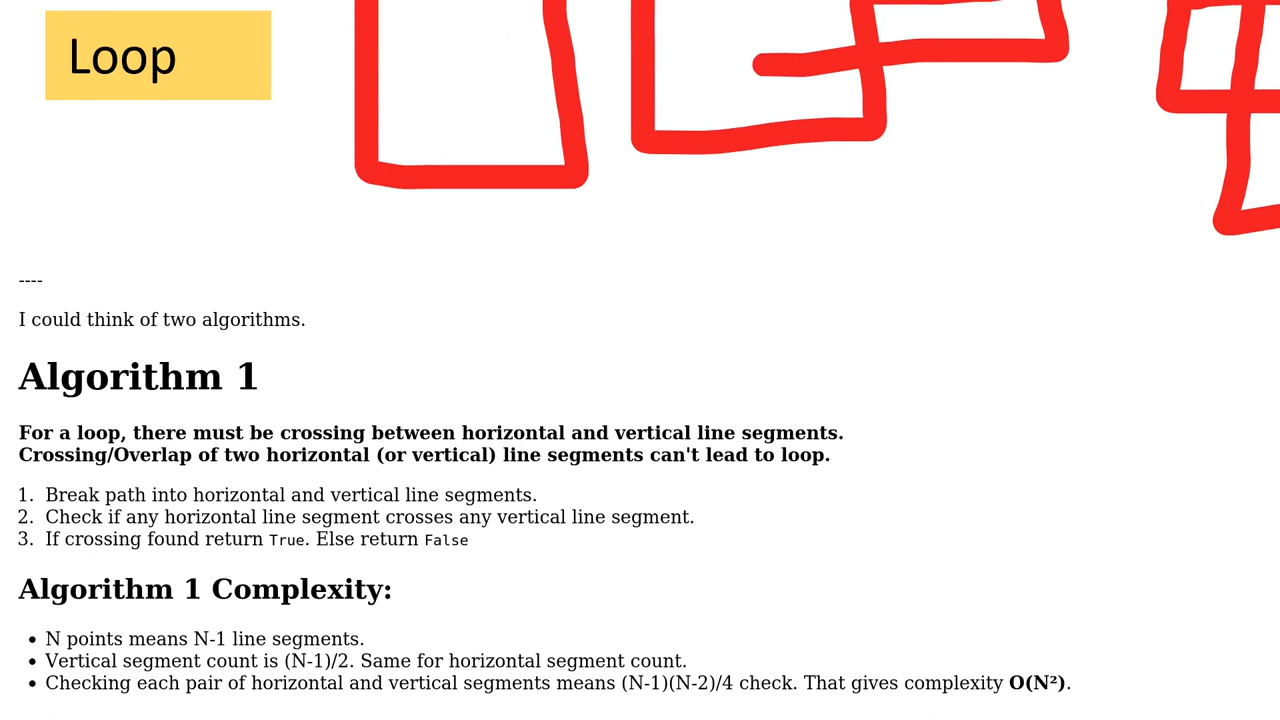 Loop
----
I could think of two algorithms.
Algorithm 1
For a loop, there must be crossing between horizontal and vertical line segments.
Crossing/Overlap of two horizontal (or vertical) line segments can't lead to loop.
1. Break path into horizontal and vertical line segments.
2. Check if any horizontal line segment crosses any vertical line segment.
3. If crossing found return True. Else return False
Algorithm 1 Complexity:
• N points means N-1 line segments.
• Vertical segment count is (N-1)/2. Same for horizontal segment count.
• Checking each pair of horizontal and vertical segments means (N-1)(N-2)/4 check. That gives complexity O(N²).